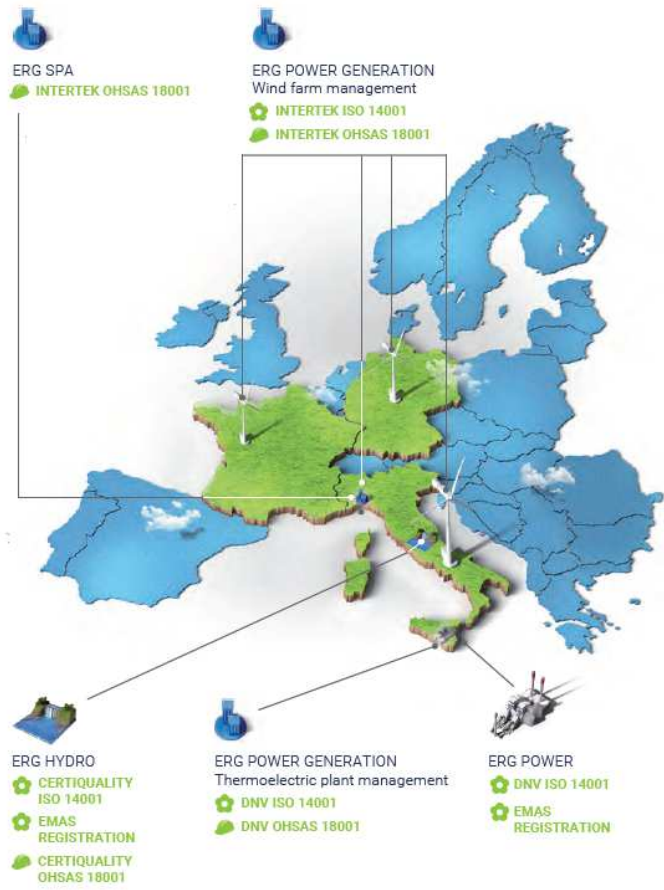 ERG SPA
INTERTEK OHSAS 18001
ERG POWER GENERATION
Wind farm management
INTERTEK ISO 14001
INTERTEK OHSAS 18001
ERG HYDRO
CERTIQUALITY
ISO 14001
EMAS
REGISTRATION
CERTIQUALITY
OHSAS 18001
ERG POWER GENERATION
Thermoelectric plant management
DNV ISO 14001
DNV OHSAS 18001
ERG POWER
DNV ISO 14001
EMAS
REGISTRATION